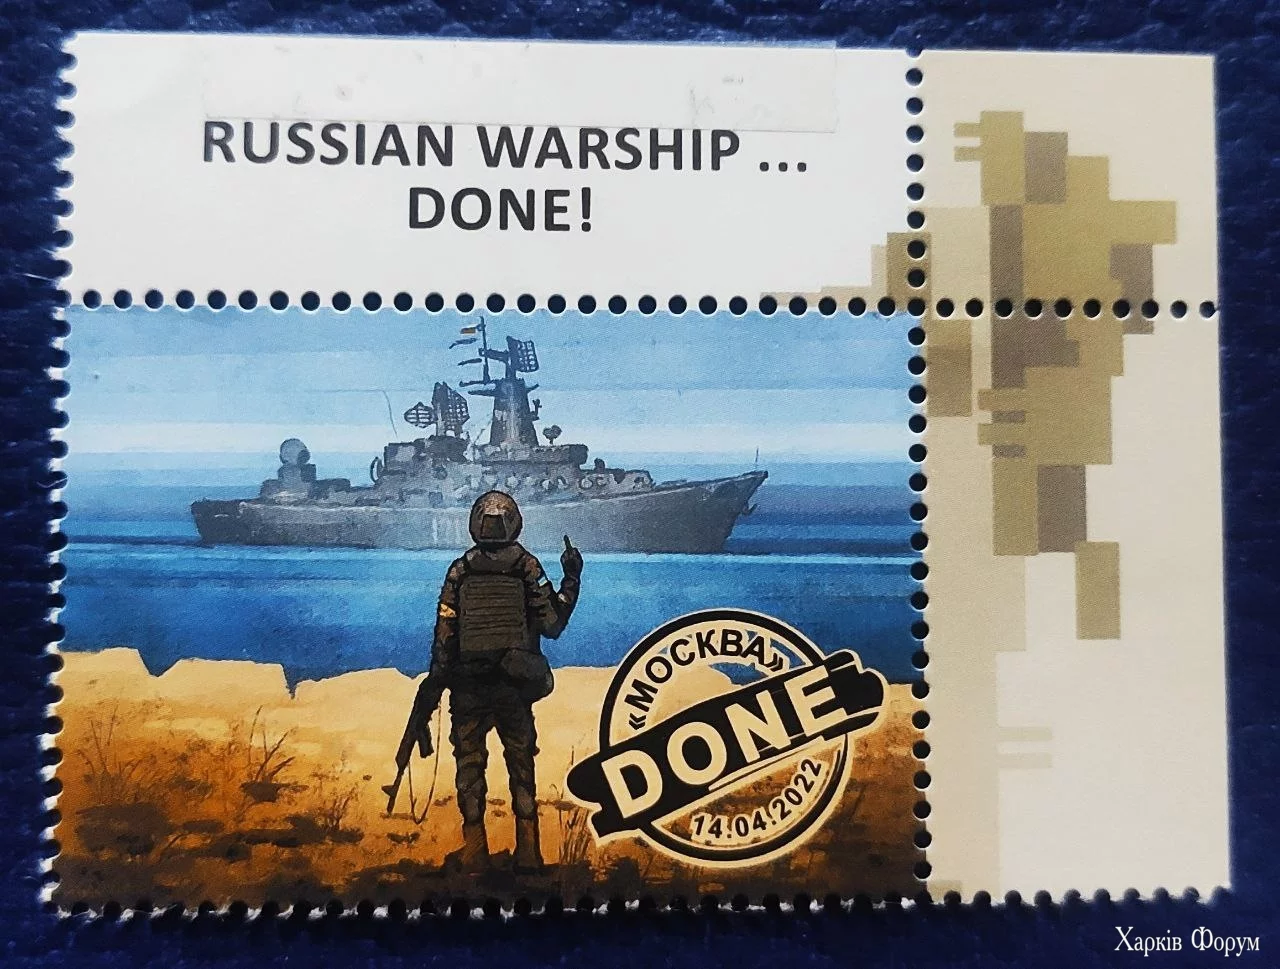 RUSSIAN WARSHIP ...
DONE!
«МОСКВА»
DONE
14.04.2022
Харків Форум